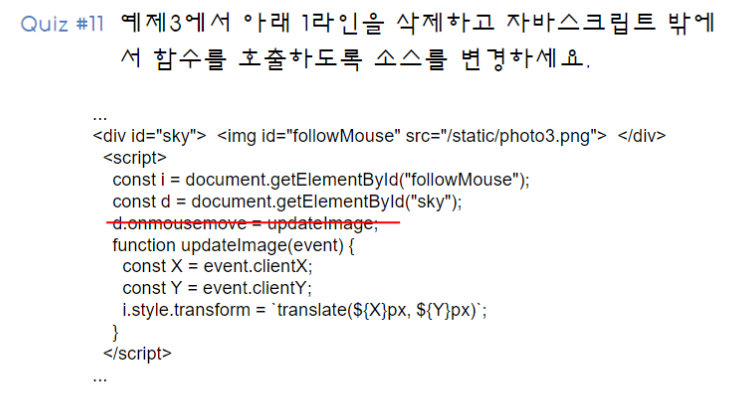 Quiz #11 예제3에서 아래 1라인을 삭제하고 자바스크립트 밖에
서 함수를 호출하도록 소스를 변경하세요.
...
<div id="sky"> <img id="followMouse" src="/static/photo3.png"> </div>
<script>
const i = document.getElementById("followMouse");
const d = document.getElementById("sky");
d.onmousemove = updateImage;
function updateImage(event) {
const X = event.clientX;
const Y = event.clientY;
i.style.transform = `translate(${X}px, ${Y}px)`;
}
</script>
...